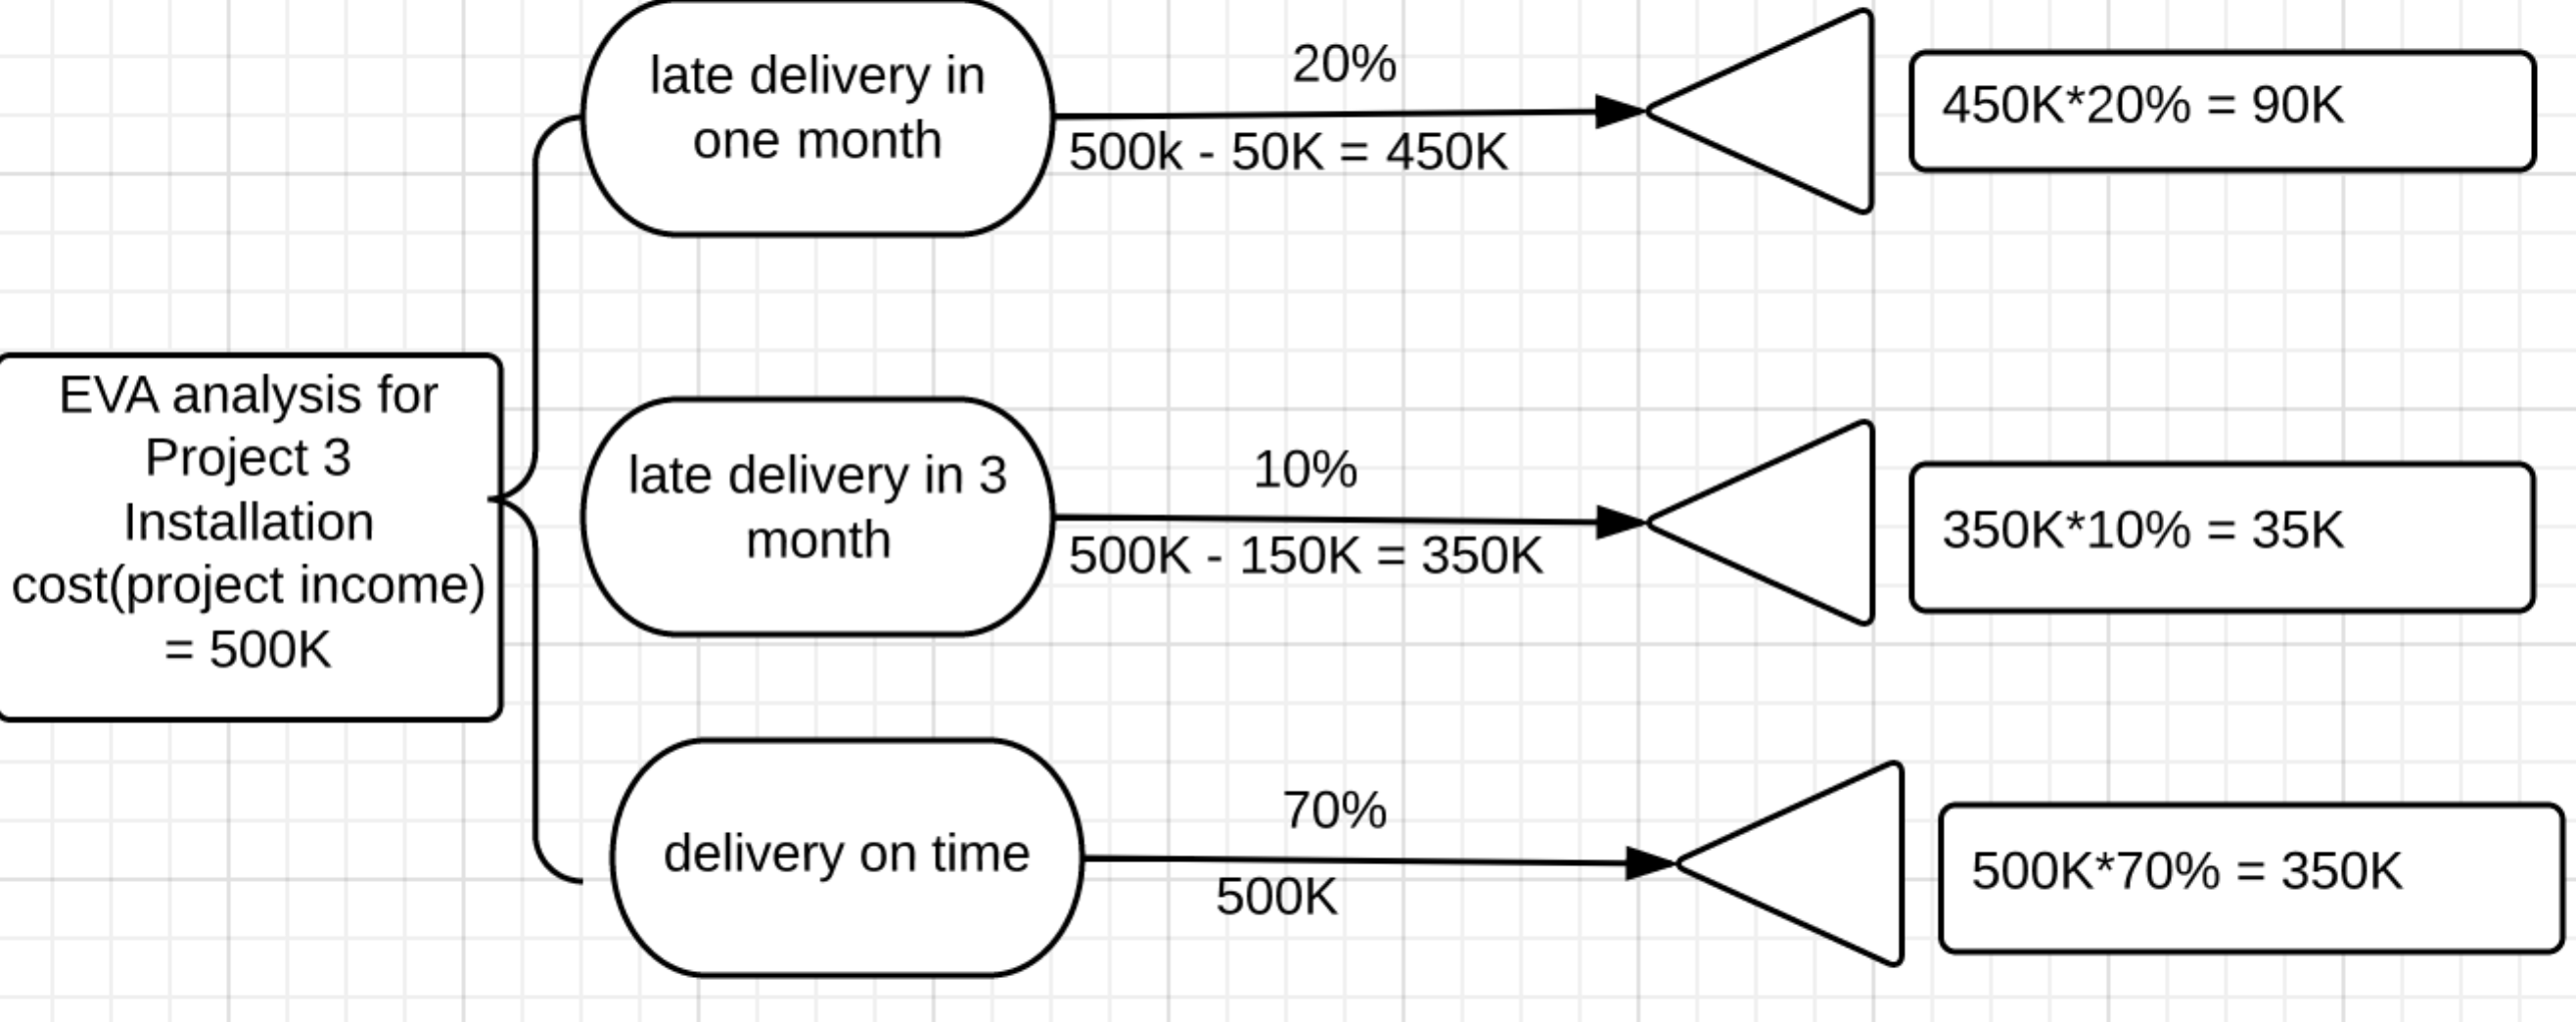 late delivery in
one month
20%
500k - 50K = 450K
450K*20% = 90K
EVA analysis for
Project 3
Installation
cost(project income)
= 500K
late delivery in 3
month
10%
500K - 150K = 350K
350K*10% = 35K
delivery on time
70%
500K
500K*70% = 350K